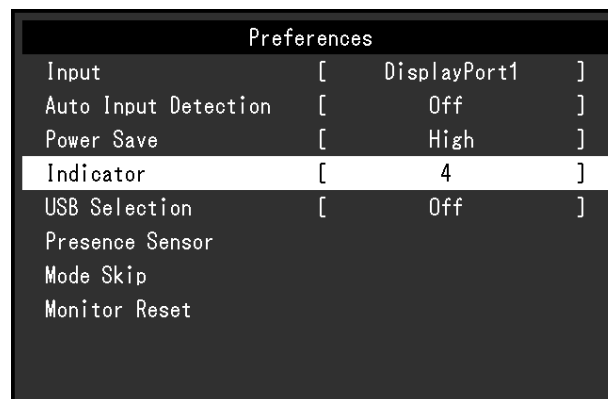 Preferences
Input [ DisplayPort1 ]
Auto Input Detection [ Off ]
Power Save [ High ]
Indicator [ 4 ]
USB Selection [ Off ]
Presence Sensor
Mode Skip
Monitor Reset